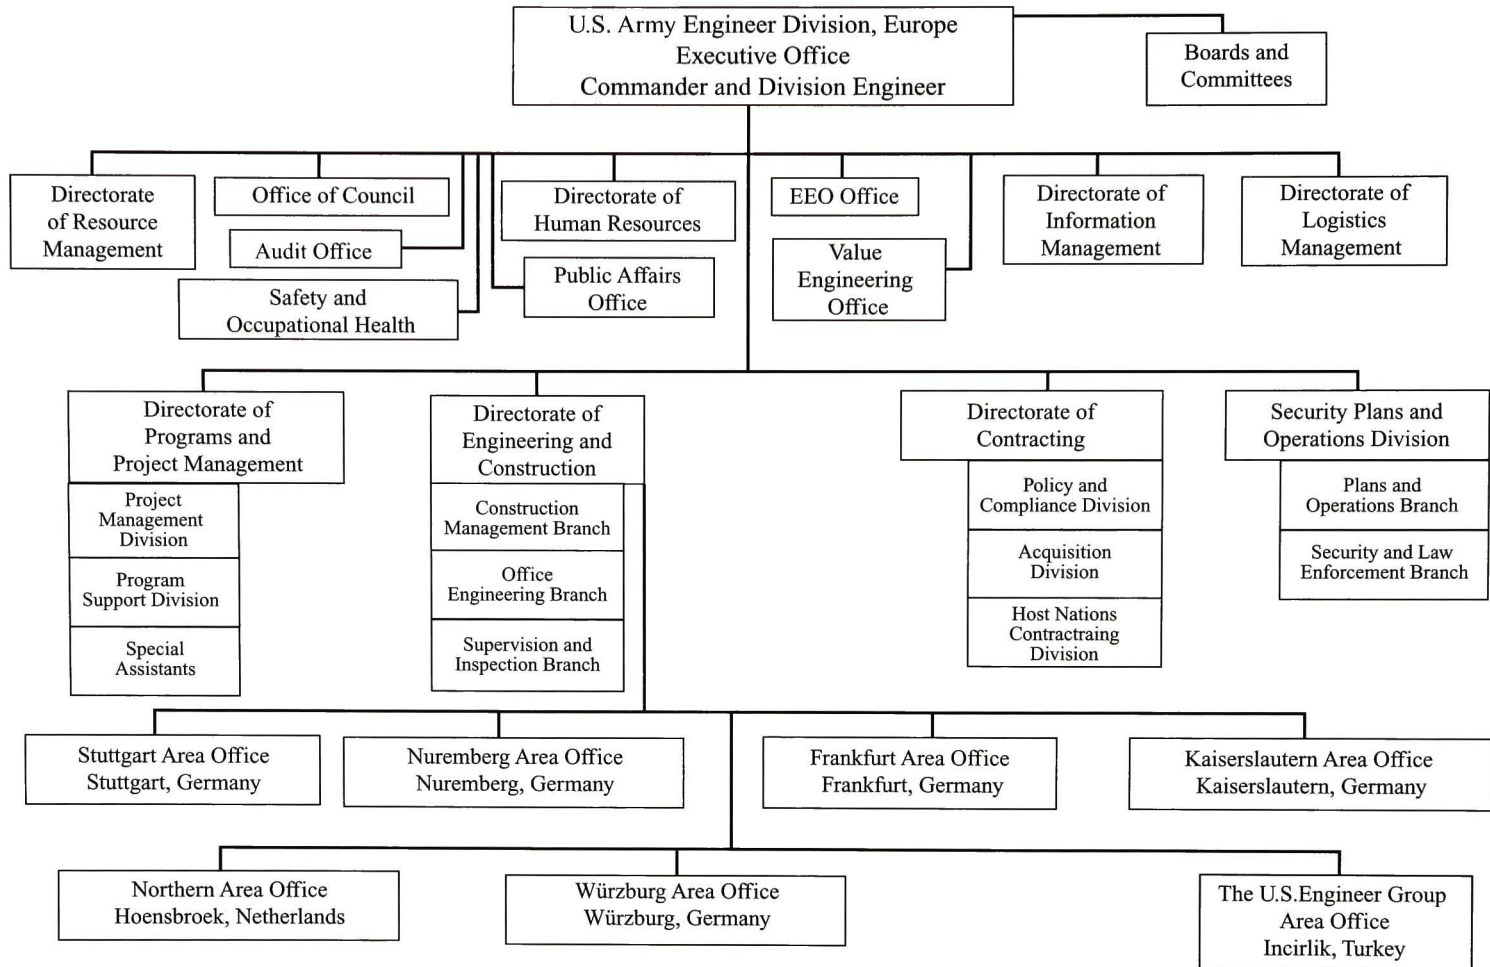 U.S. Army Engineer Division, Europe
Executive Office
Commander and Division Engineer
Boards and
Committees
Directorate
of Resource
Management
Office of Council
Audit Office
Safety and
Occupational Health
Directorate of
Human Resources
Public Affairs
Office
EEO Office
Value
Engineering
Office
Directorate of
Information
Management
Directorate of
Logistics
Management
Directorate of
Programs and
Project Management
Project
Management
Division
Program
Support Division
Special
Assistants
Directorate of
Engineering and
Construction
Construction
Management Branch
Office
Engineering Branch
Supervision and
Inspection Branch
Directorate of
Contracting
Policy and
Compliance Division
Acquisition
Division
Host Nations
Contractraing
Division
Security Plans and
Operations Division
Plans and
Operations Branch
Security and Law
Enforcement Branch
Stuttgart Area Office
Stuttgart, Germany
Nuremberg Area Office
Nuremberg, Germany
Frankfurt Area Office
Frankfurt, Germany
Kaiserslautern Area Office
Kaiserslautern, Germany
Northern Area Office
Hoensbroek, Netherlands
Würzburg Area Office
Würzburg, Germany
The U.S.Engineer Group
Area Office
Incirlik, Turkey